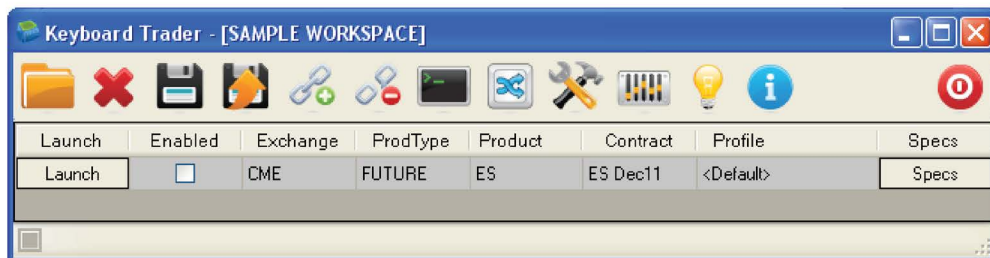 Keyboard Trader - [SAMPLE WORKSPACE]
Launch Enabled Exchange ProdType Product Contract Profile Specs
Launch CME FUTURE ES ES Dec11 <Default> Specs